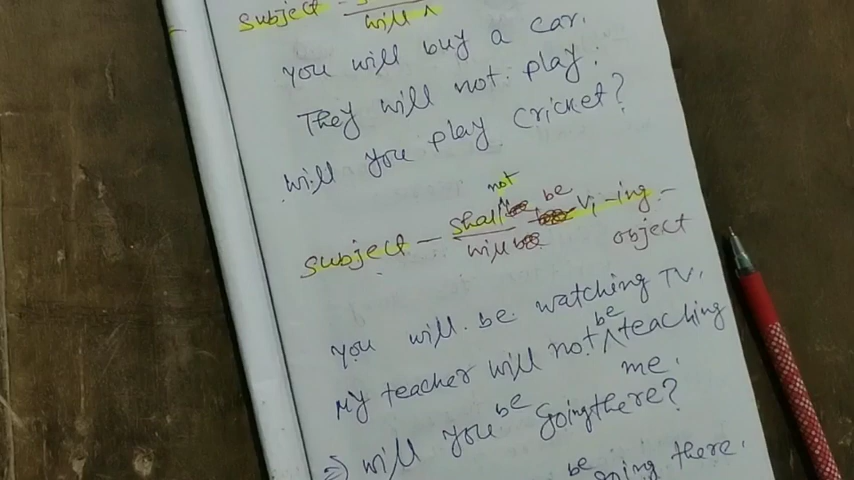 subject -
will ^
You will buy a car.
They will not play.
will you play cricket?
not
subject - shall be V1-ing -
will object
You will be watching TV.
be
My teacher will not ^ teaching
me.
=> will you be going there?
be going there.